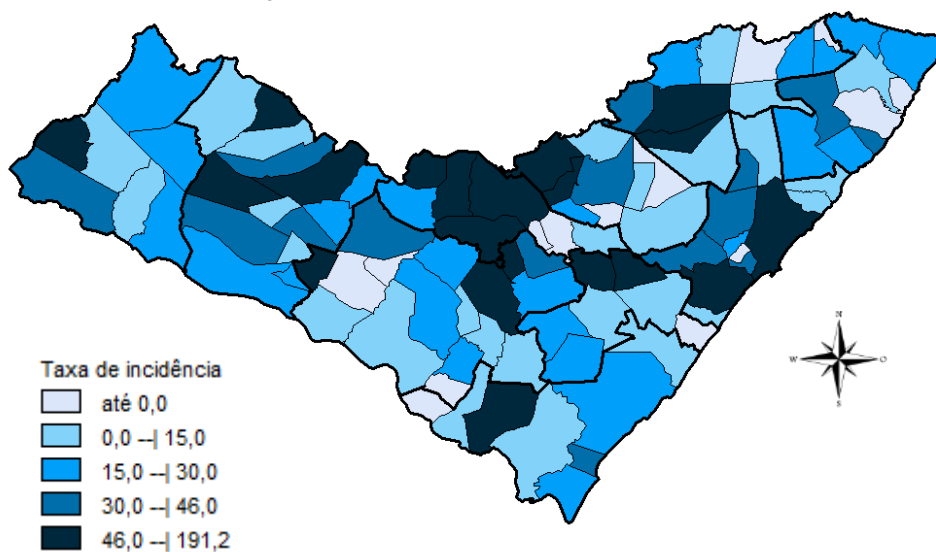 N
W
O
S
Taxa de incidência
até 0,0
0,0 --| 15,0
15,0 --| 30,0
30,0 --| 46,0
46,0 --| 191,2